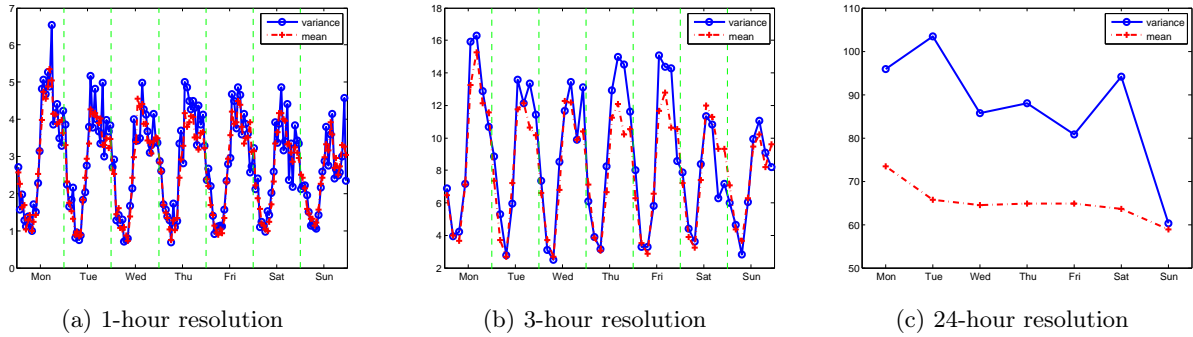 7
6
5
4
3
2
1
0
Mon Tue Wed Thu Fri Sat Sun
variance
mean
(a) 1-hour resolution
18
16
14
12
10
8
6
4
2
Mon Tue Wed Thu Fri Sat Sun
variance
mean
(b) 3-hour resolution
110
100
90
80
70
60
50
Mon Tue Wed Thu Fri Sat Sun
variance
mean
(c) 24-hour resolution